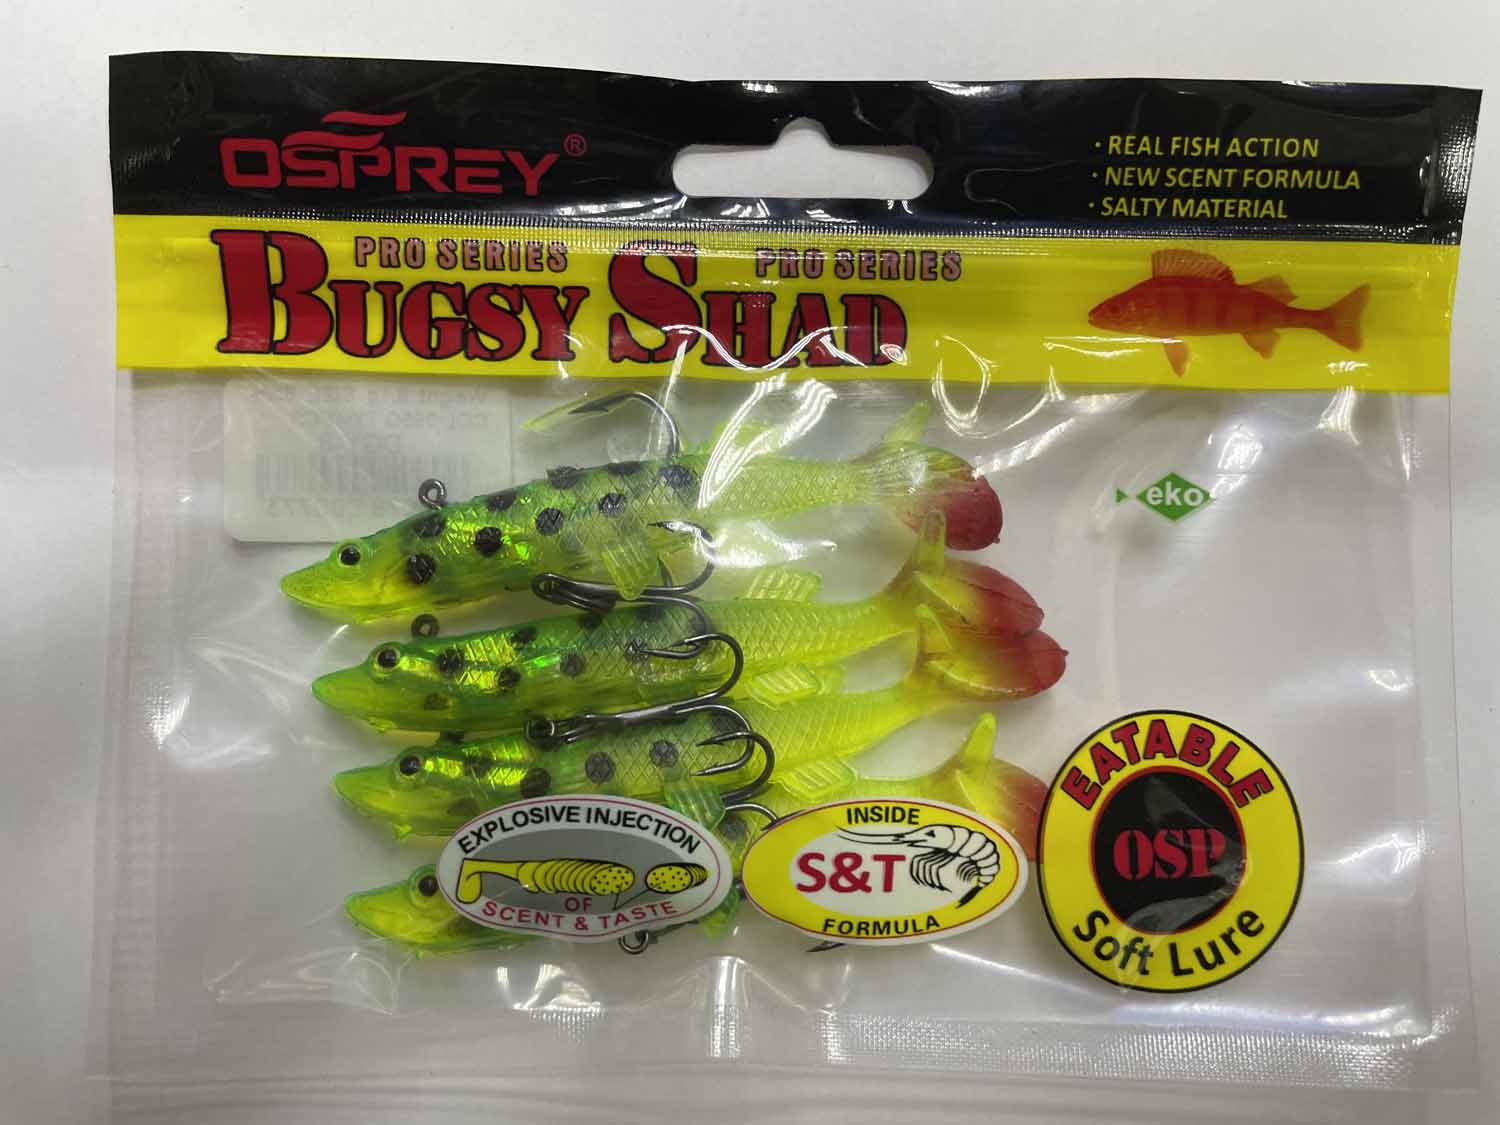 OSPREY®
· REAL FISH ACTION
· NEW SCENT FORMULA
· SALTY MATERIAL
PRO SERIES PRO SERIES
BUGSY SHAD
eko
EXPLOSIVE INJECTION
OF
SCENT & TASTE
INSIDE
S&T
FORMULA
EATABLE
OSP
Soft Lure